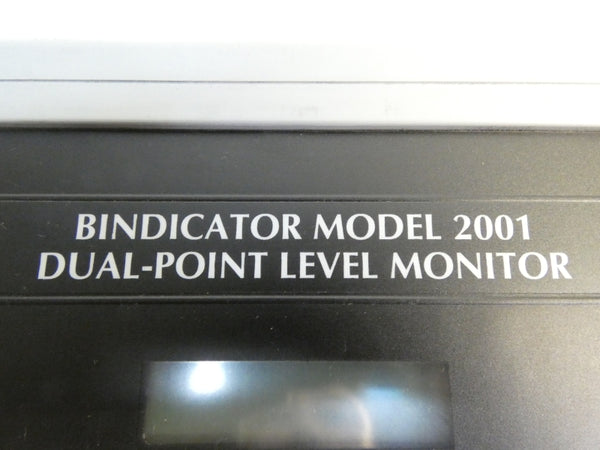 BINDICATOR MODEL 2001
DUAL-POINT LEVEL MONITOR